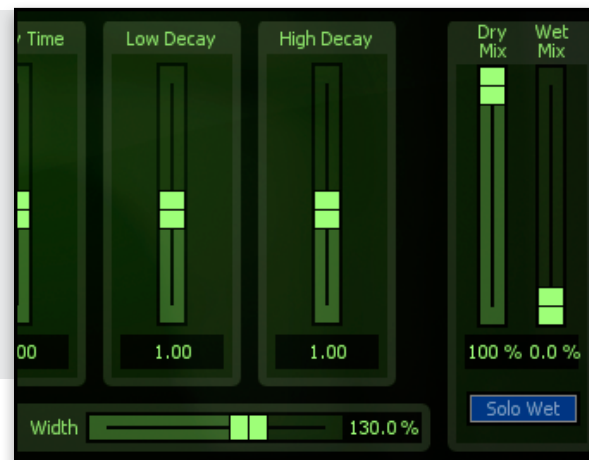 Time
Low Decay
High Decay
Dry
Mix
Wet
Mix
00
1.00
1.00
100 %
0.0 %
Solo Wet
Width
130.0 %